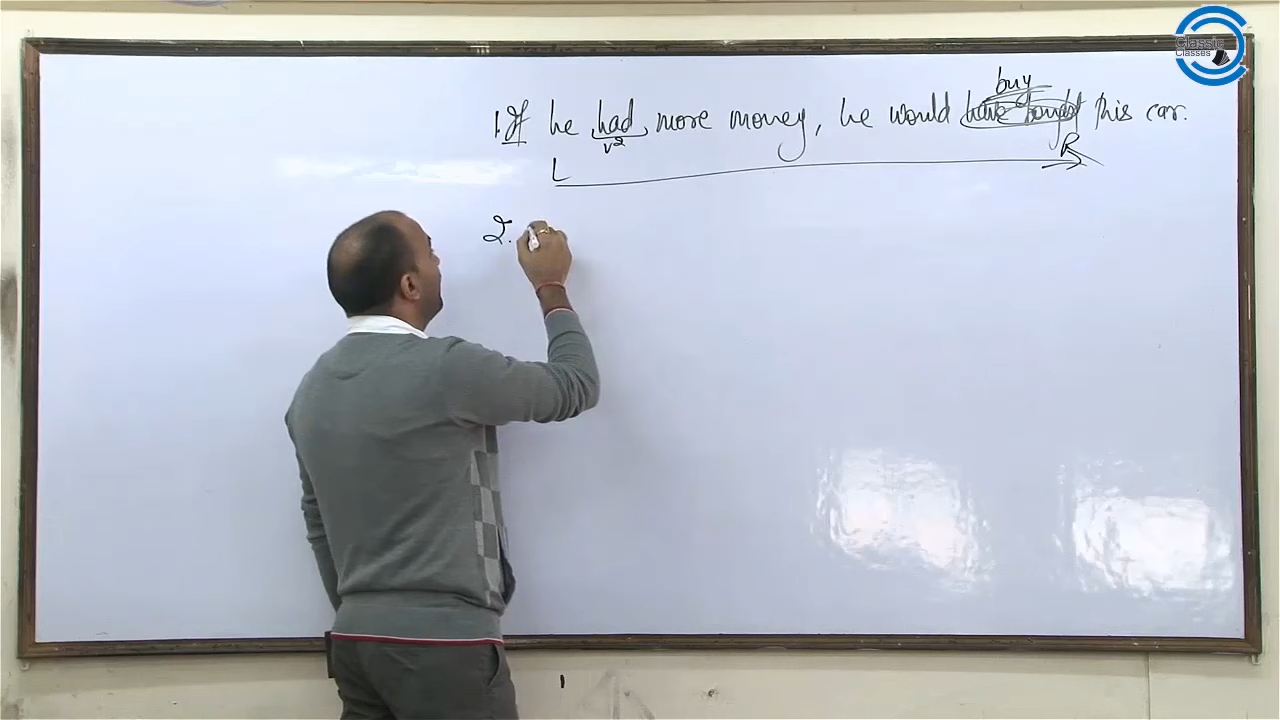 Classic
Classes
buy
1. If he had more money, he would have bought this car.
v2
L R
2.